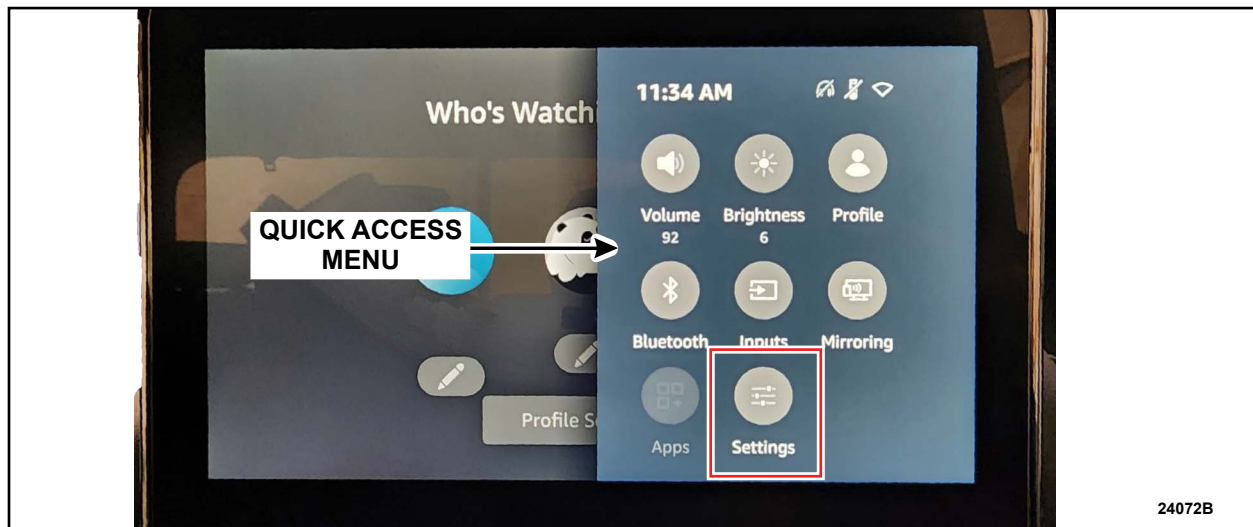 11:34 AM
Who's Watchi
QUICK ACCESS
MENU
Volume
92
Brightness
6
Profile
Bluetooth
Inputs
Mirroring
Profile Se
Apps
Settings
24072B